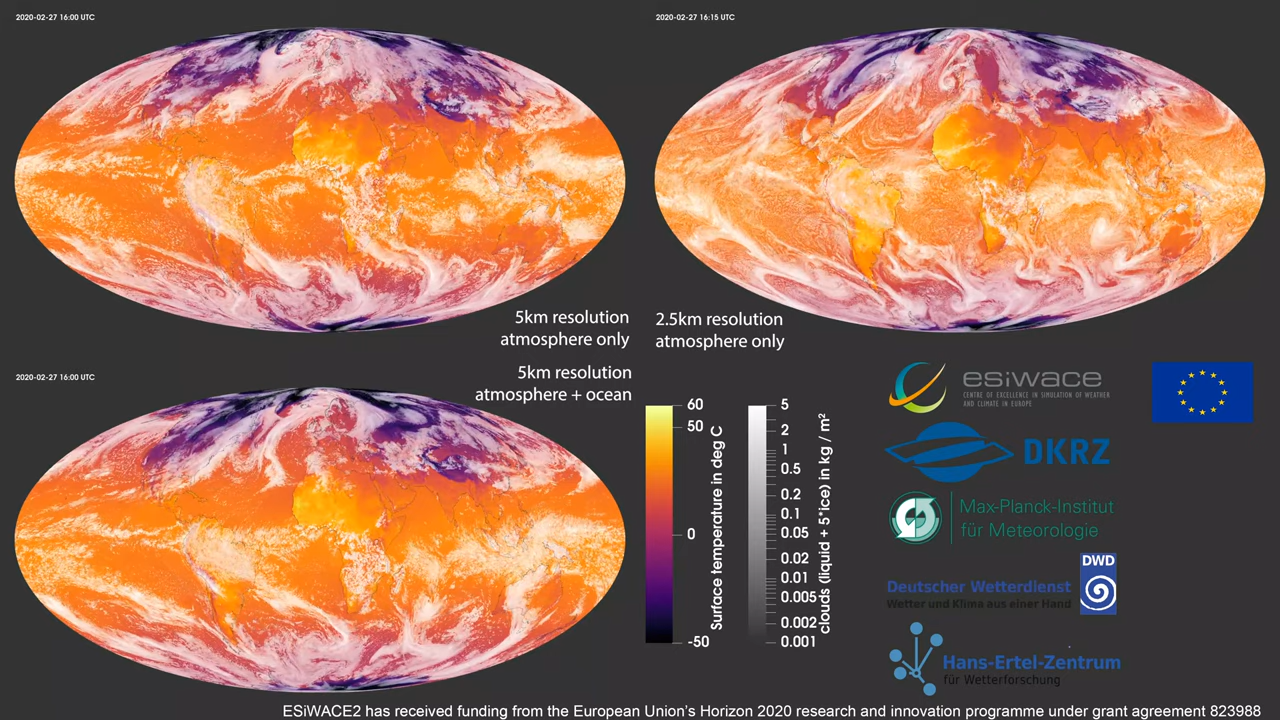 2020-02-27 16:00 UTC
2020-02-27 16:15 UTC
5km resolution
atmosphere only
2.5km resolution
atmosphere only
2020-02-27 16:00 UTC
5km resolution
atmosphere + ocean
60
50
0
-50
Surface temperature in deg C
5
2
1
0.5
0.2
0.1
0.05
0.02
0.01
0.005
0.002
0.001
clouds (liquid + 5*ice) in kg / m²
esiwace
CENTRE OF EXCELLENCE IN SIMULATION OF WEATHER
AND CLIMATE IN EUROPE
DKRZ
Max-Planck-Institut
für Meteorologie
DWD
Deutscher Wetterdienst
Wetter und Klima aus einer Hand
Hans-Ertel-Zentrum
für Wetterforschung
ESiWACE2 has received funding from the European Union's Horizon 2020 research and innovation programme under grant agreement 823988